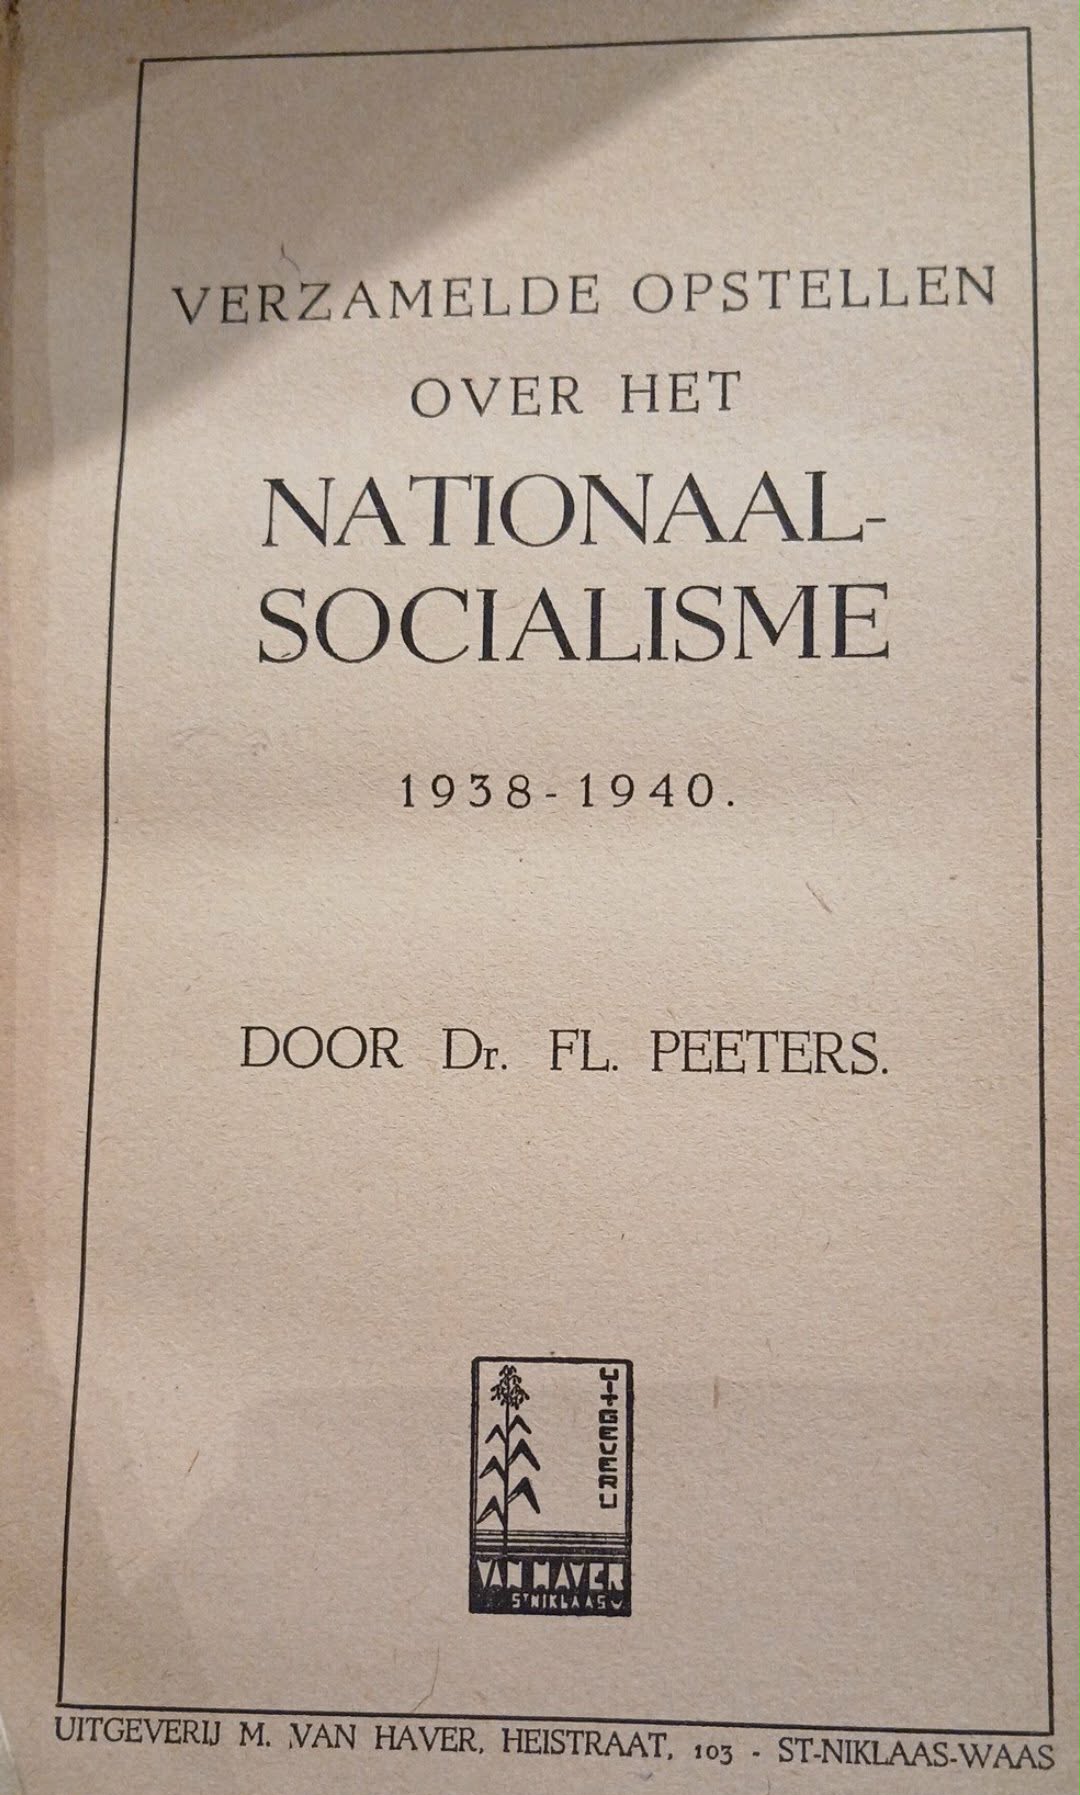 VERZAMELDE OPSTELLEN
OVER HET
NATIONAAL-
SOCIALISME
1938-1940.
DOOR Dr. FL. PEETERS.
UITGEVERIJ
VAN HAVER
ST NIKLAAS W
UITGEVERIJ M. VAN HAVER, HEISTRAAT, 103 - ST-NIKLAAS-WAAS